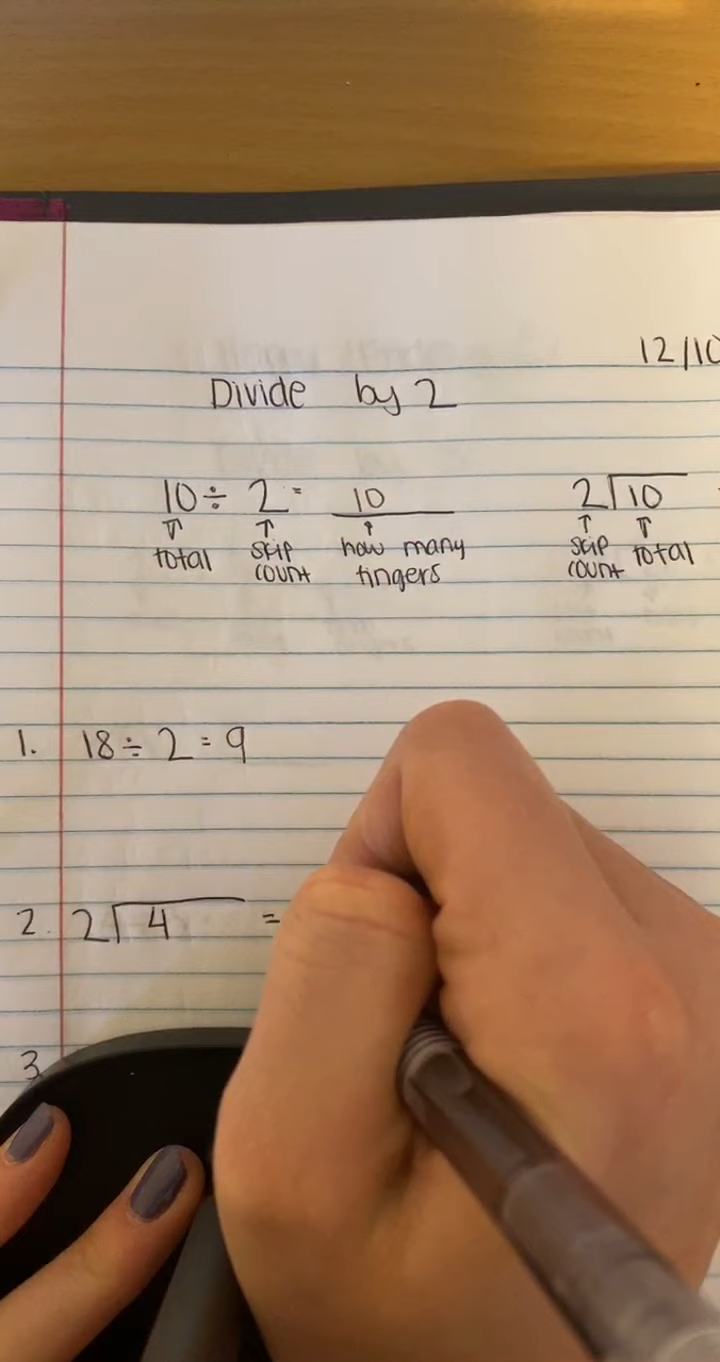 12/10
Divide by 2
10 ÷ 2 = 10
total skip count how many fingers
2⟌10
skip count total
1. 18 ÷ 2 = 9
2. 2⟌4 =
3.